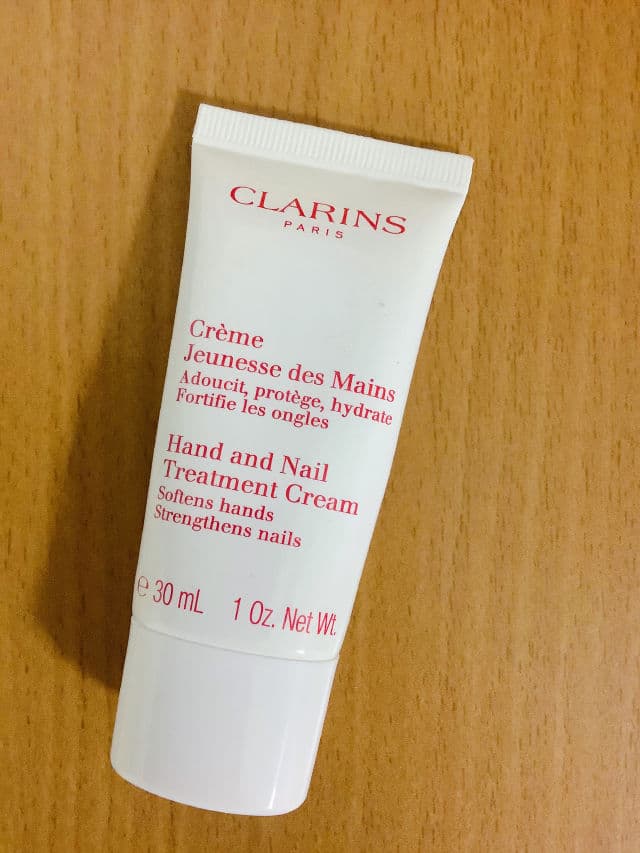 CLARINS
PARIS
Crème
Jeunesse des Mains
Adoucit, protège, hydrate
Fortifie les ongles
Hand and Nail
Treatment Cream
Softens hands
Strengthens nails
℮ 30 mL 1 Oz. Net Wt.